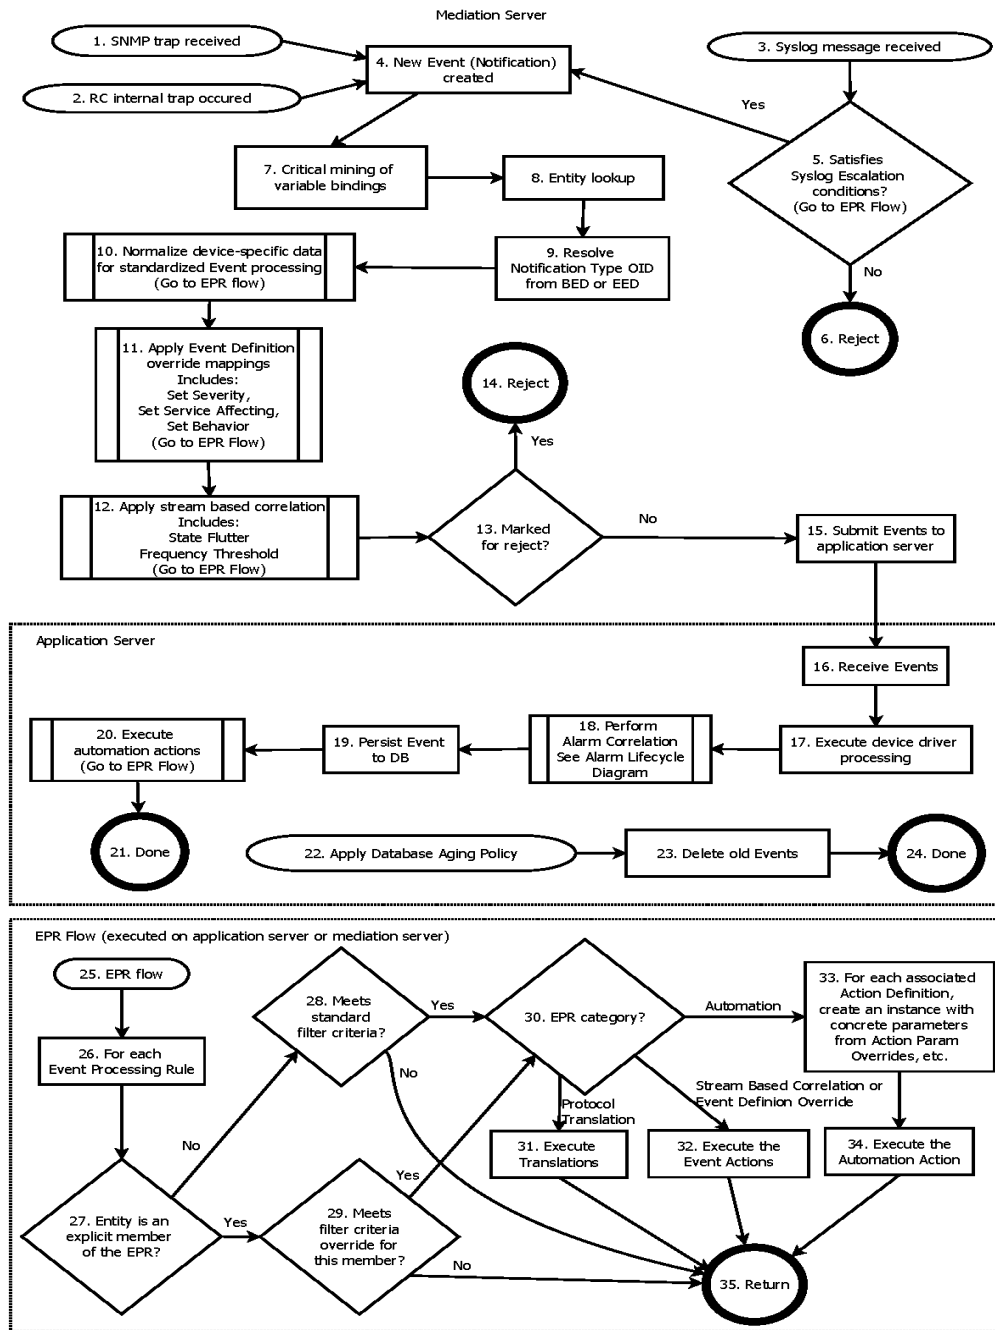 Mediation Server
1. SNMP trap received
2. RC internal trap occured
3. Syslog message received
4. New Event (Notification)
created
Yes
5. Satisfies
Syslog Escalation
conditions?
(Go to EPR Flow)
No
6. Reject
7. Critical mining of
variable bindings
8. Entity lookup
9. Resolve
Notification Type OID
from BED or EED
10. Normalize device-specific data
for standardized Event processing
(Go to EPR flow)
11. Apply Event Definition
override mappings
Includes:
Set Severity,
Set Service Affecting,
Set Behavior
(Go to EPR Flow)
12. Apply stream based correlation
Includes:
State Flutter
Frequency Threshold
(Go to EPR Flow)
13. Marked
for reject?
Yes
14. Reject
No
15. Submit Events to
application server
Application Server
16. Receive Events
17. Execute device driver
processing
18. Perform
Alarm Correlation
See Alarm Lifecycle
Diagram
19. Persist Event
to DB
20. Execute
automation actions
(Go to EPR Flow)
21. Done
22. Apply Database Aging Policy
23. Delete old Events
24. Done
EPR Flow (executed on application server or mediation server)
25. EPR flow
26. For each
Event Processing Rule
27. Entity is an
explicit member
of the EPR?
No
Yes
28. Meets
standard
filter criteria?
Yes
No
29. Meets
filter criteria
override for
this member?
Yes
No
30. EPR category?
Automation
Protocol
Translation
Stream Based Correlation or
Event Definion Override
31. Execute
Translations
32. Execute the
Event Actions
33. For each associated
Action Definition,
create an instance with
concrete parameters
from Action Param
Overrides, etc.
34. Execute the
Automation Action
35. Return